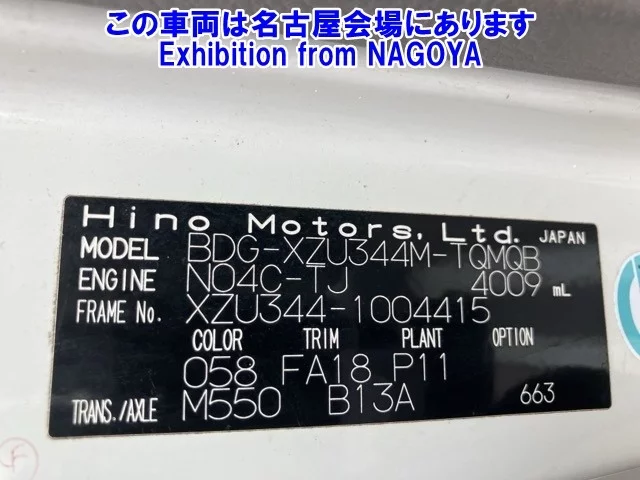 この車両は名古屋会場にあります
Exhibition from NAGOYA
Hino Motors, Ltd. JAPAN
MODEL BDG-XZU344M-TQMQB
ENGINE N04C-TJ 4009 mL
FRAME No. XZU344-1004415
COLOR TRIM PLANT OPTION
058 FA18 P11
TRANS./AXLE M550 B13A 663
F